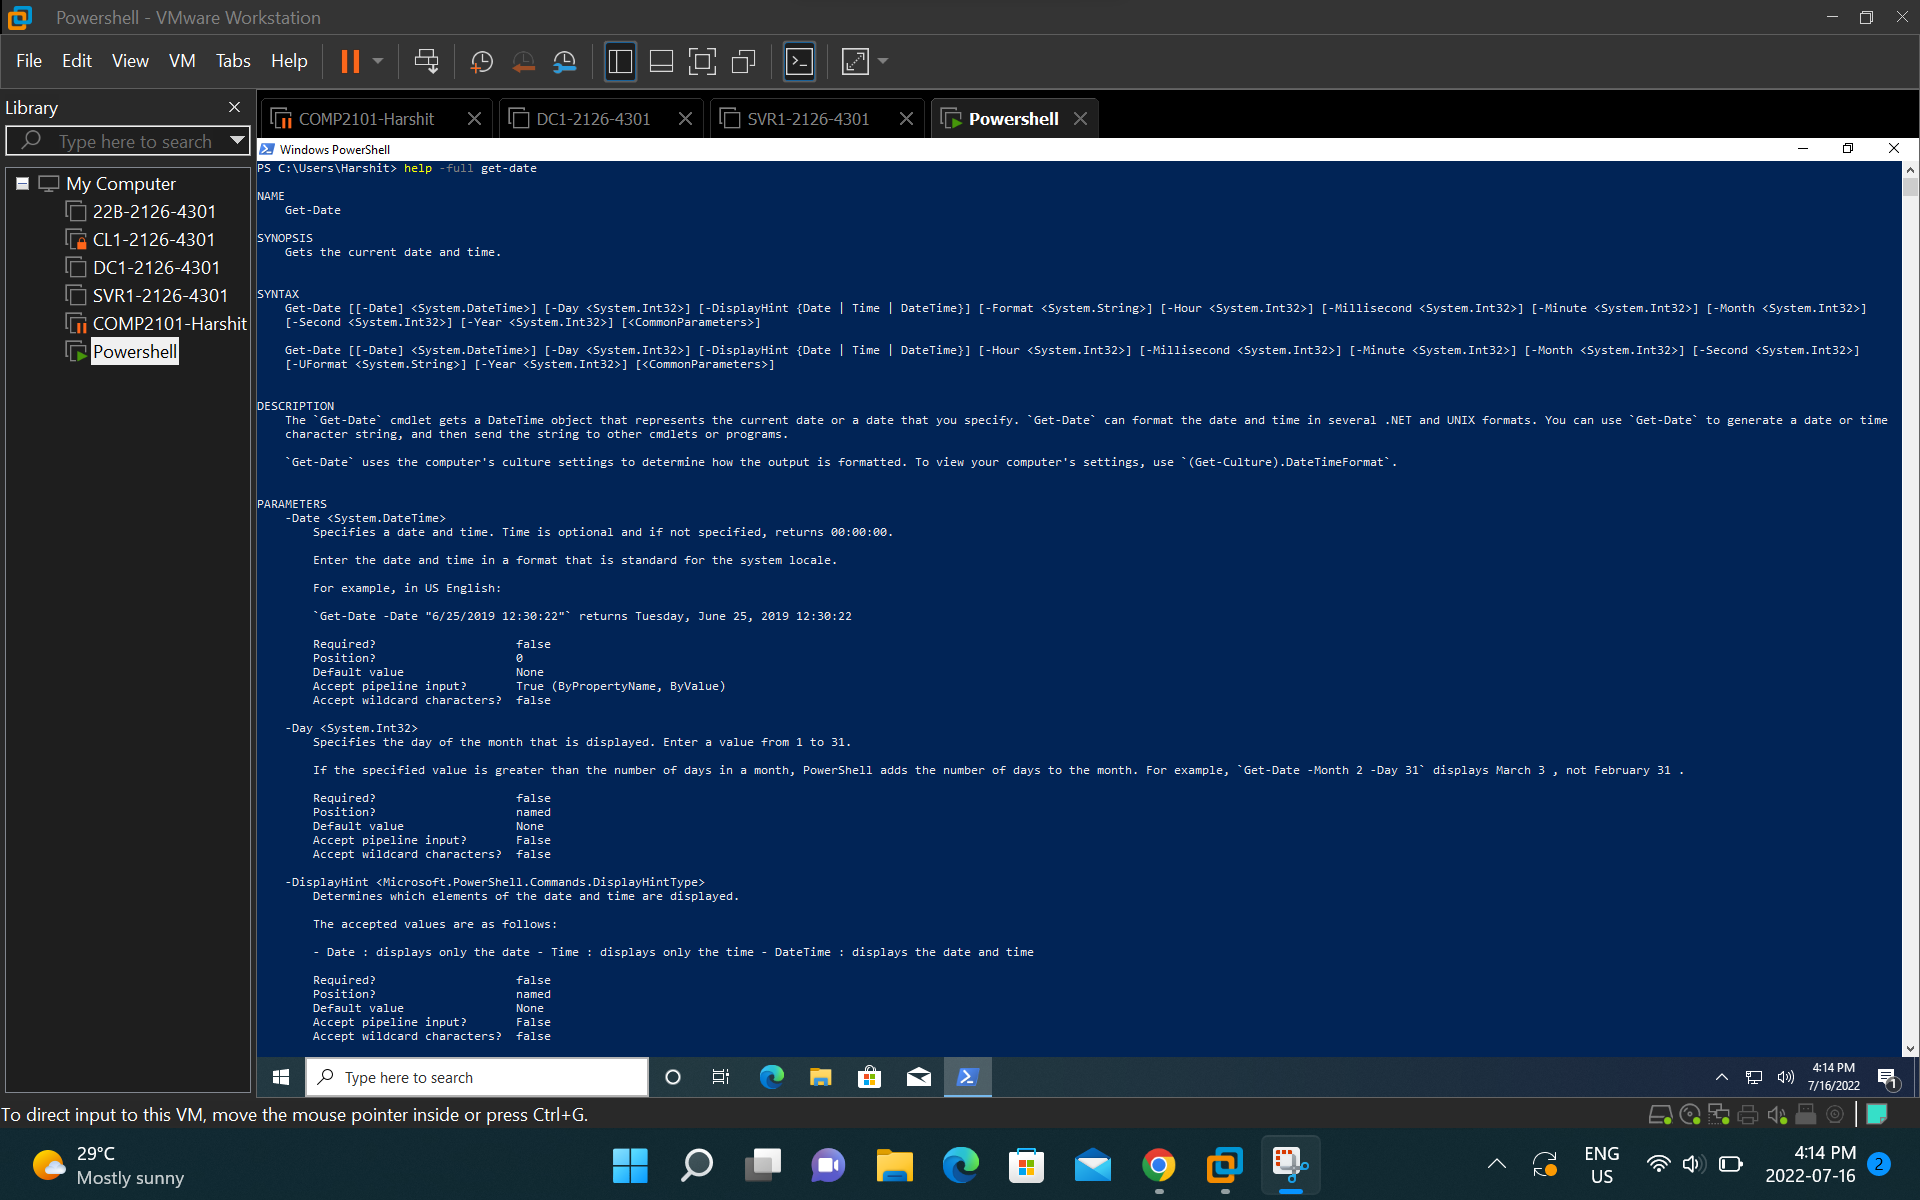 Powershell - VMware Workstation
File Edit View VM Tabs Help
Library
Type here to search
My Computer
22B-2126-4301
CL1-2126-4301
DC1-2126-4301
SVR1-2126-4301
COMP2101-Harshit
Powershell
COMP2101-Harshit DC1-2126-4301 SVR1-2126-4301 Powershell
Windows PowerShell
PS C:\Users\Harshit> help -full get-date
NAME
Get-Date
SYNOPSIS
Gets the current date and time.
SYNTAX
Get-Date [[-Date] <System.DateTime>] [-Day <System.Int32>] [-DisplayHint {Date | Time | DateTime}] [-Format <System.String>] [-Hour <System.Int32>] [-Millisecond <System.Int32>] [-Minute <System.Int32>] [-Month <System.Int32>]
[-Second <System.Int32>] [-Year <System.Int32>] [<CommonParameters>]
Get-Date [[-Date] <System.DateTime>] [-Day <System.Int32>] [-DisplayHint {Date | Time | DateTime}] [-Hour <System.Int32>] [-Millisecond <System.Int32>] [-Minute <System.Int32>] [-Month <System.Int32>] [-Second <System.Int32>]
[-UFormat <System.String>] [-Year <System.Int32>] [<CommonParameters>]
DESCRIPTION
The `Get-Date` cmdlet gets a DateTime object that represents the current date or a date that you specify. `Get-Date` can format the date and time in several .NET and UNIX formats. You can use `Get-Date` to generate a date or time
character string, and then send the string to other cmdlets or programs.
`Get-Date` uses the computer's culture settings to determine how the output is formatted. To view your computer's settings, use `(Get-Culture).DateTimeFormat`.
PARAMETERS
-Date <System.DateTime>
Specifies a date and time. Time is optional and if not specified, returns 00:00:00.
Enter the date and time in a format that is standard for the system locale.
For example, in US English:
`Get-Date -Date "6/25/2019 12:30:22"` returns Tuesday, June 25, 2019 12:30:22
Required? false
Position? 0
Default value None
Accept pipeline input? True (ByPropertyName, ByValue)
Accept wildcard characters? false
-Day <System.Int32>
Specifies the day of the month that is displayed. Enter a value from 1 to 31.
If the specified value is greater than the number of days in a month, PowerShell adds the number of days to the month. For example, `Get-Date -Month 2 -Day 31` displays March 3 , not February 31 .
Required? false
Position? named
Default value None
Accept pipeline input? False
Accept wildcard characters? false
-DisplayHint <Microsoft.PowerShell.Commands.DisplayHintType>
Determines which elements of the date and time are displayed.
The accepted values are as follows:
- Date : displays only the date - Time : displays only the time - DateTime : displays the date and time
Required? false
Position? named
Default value None
Accept pipeline input? False
Accept wildcard characters? false
Type here to search
4:14 PM
7/16/2022
1
To direct input to this VM, move the mouse pointer inside or press Ctrl+G.
29°C
Mostly sunny
ENG
US
4:14 PM
2022-07-16
2